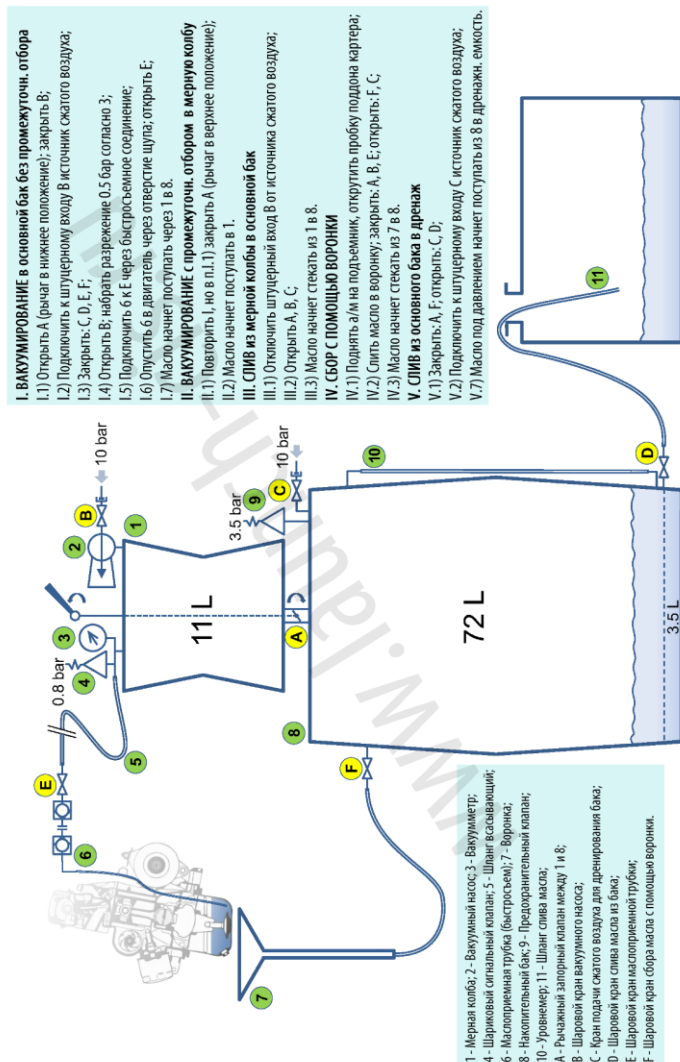 I. ВАКУУМИРОВАНИЕ в основной бак без промежуточн. отбора
I.1) Открыть A (рычаг в нижнее положение); закрыть B;
I.2) Подключить к штуцерному входу B источник сжатого воздуха;
I.3) Закрыть: C, D, E, F;
I.4) Открыть B; набрать разрежение 0.5 бар согласно 3;
I.5) Подключить 6 к E через быстросъемное соединение;
I.6) Опустить 6 в двигатель через отверстие щупа; открыть E;
I.7) Масло начнет поступать через 1 в 8.
II. ВАКУУМИРОВАНИЕ с промежуточн. отбором в мерную колбу
II.1) Повторить I, но в п.I.1) закрыть A (рычаг в верхнее положение);
II.2) Масло начнет поступать в 1.
III. СЛИВ из мерной колбы в основной бак
III.1) Отключить штуцерный вход B от источника сжатого воздуха;
III.2) Открыть A, B, C;
III.3) Масло начнет стекать из 1 в 8.
IV. СБОР С ПОМОЩЬЮ ВОРОНКИ
IV.1) Поднять а/м на подъемник, открутить пробку поддона картера;
IV.2) Слить масло в воронку; закрыть: A, B, E; открыть: F, C;
IV.3) Масло начнет стекать из 7 в 8.
V. СЛИВ из основного бака в дренаж
V.1) Закрыть: A, F; открыть: C, D;
V.2) Подключить к штуцерному входу C источник сжатого воздуха;
V.7) Масло под давлением начнет поступать из 8 в дренажн. емкость.
0.8 bar
10 bar
E
B
2
3
4
1
5
6
11 L
3.5 bar
9
10 bar
C
A
8
10
72 L
F
D
11
7
3.5 L
www.launch-rus.ru
1 - Мерная колба; 2 - Вакуумный насос; 3 - Вакуумметр;
4 - Шариковый сигнальный клапан; 5 - Шланг всасывающий;
6 - Маслоприемная трубка (быстросъем); 7 - Воронка;
8 - Накопительный бак; 9 - Предохранительный клапан;
10 - Уровнемер; 11 - Шланг слива масла;
A - Рычажный запорный клапан между 1 и 8;
B - Шаровой кран вакуумного насоса;
C - Кран подачи сжатого воздуха для дренирования бака;
D - Шаровой кран слива масла из бака;
E - Шаровой кран маслоприемной трубки;
F - Шаровой кран сбора масла с помощью воронки.